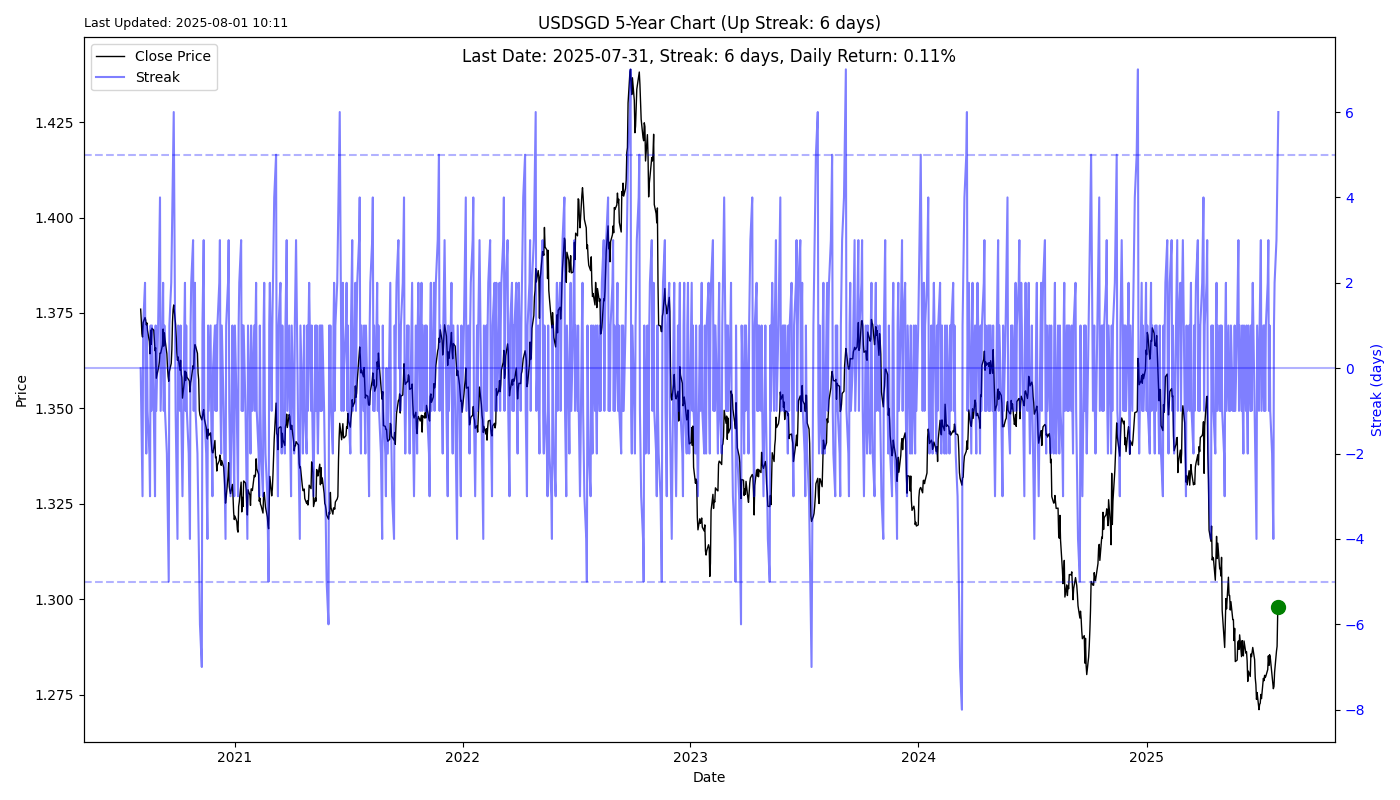 Last Updated: 2025-08-01 10:11
USDSGD 5-Year Chart (Up Streak: 6 days)
Last Date: 2025-07-31, Streak: 6 days, Daily Return: 0.11%
Close Price
Streak
Price
1.425
1.400
1.375
1.350
1.325
1.300
1.275
6
4
2
0
−2
−4
−6
−8
Streak (days)
2021
2022
2023
2024
2025
Date